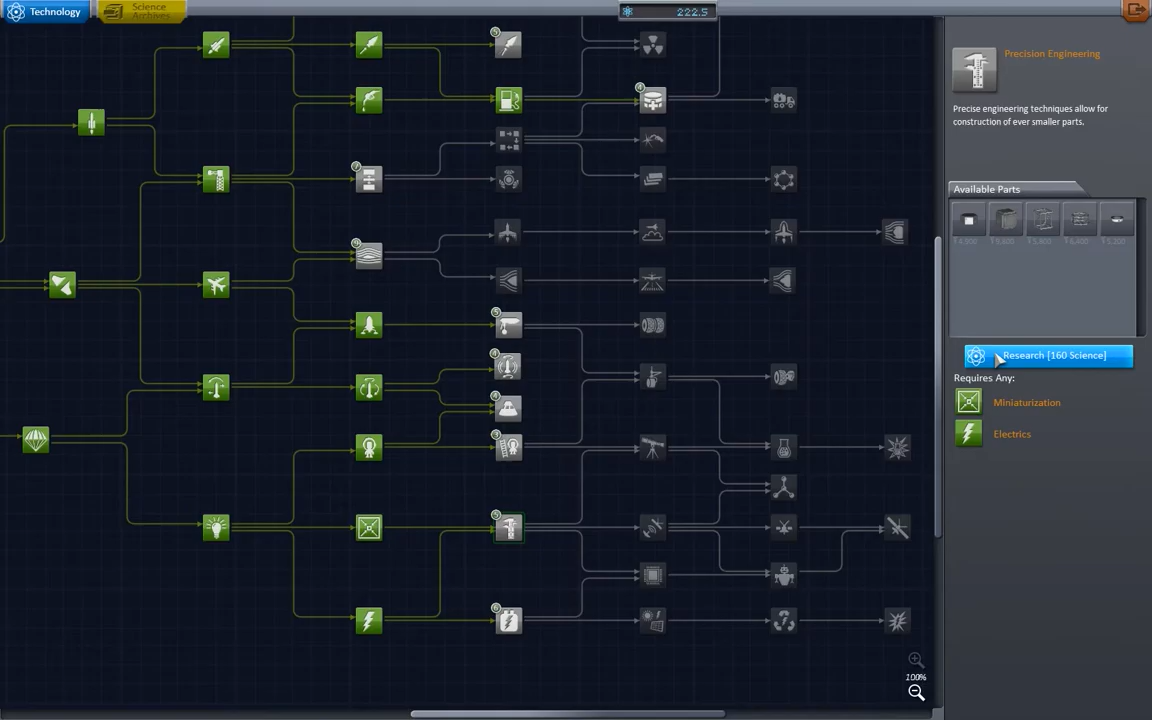 Technology
Science
Archives
222.5
Precision Engineering
Precise engineering techniques allow for
construction of ever smaller parts.
Available Parts
Research [160 Science]
Requires Any:
Miniaturization
Electrics
100%